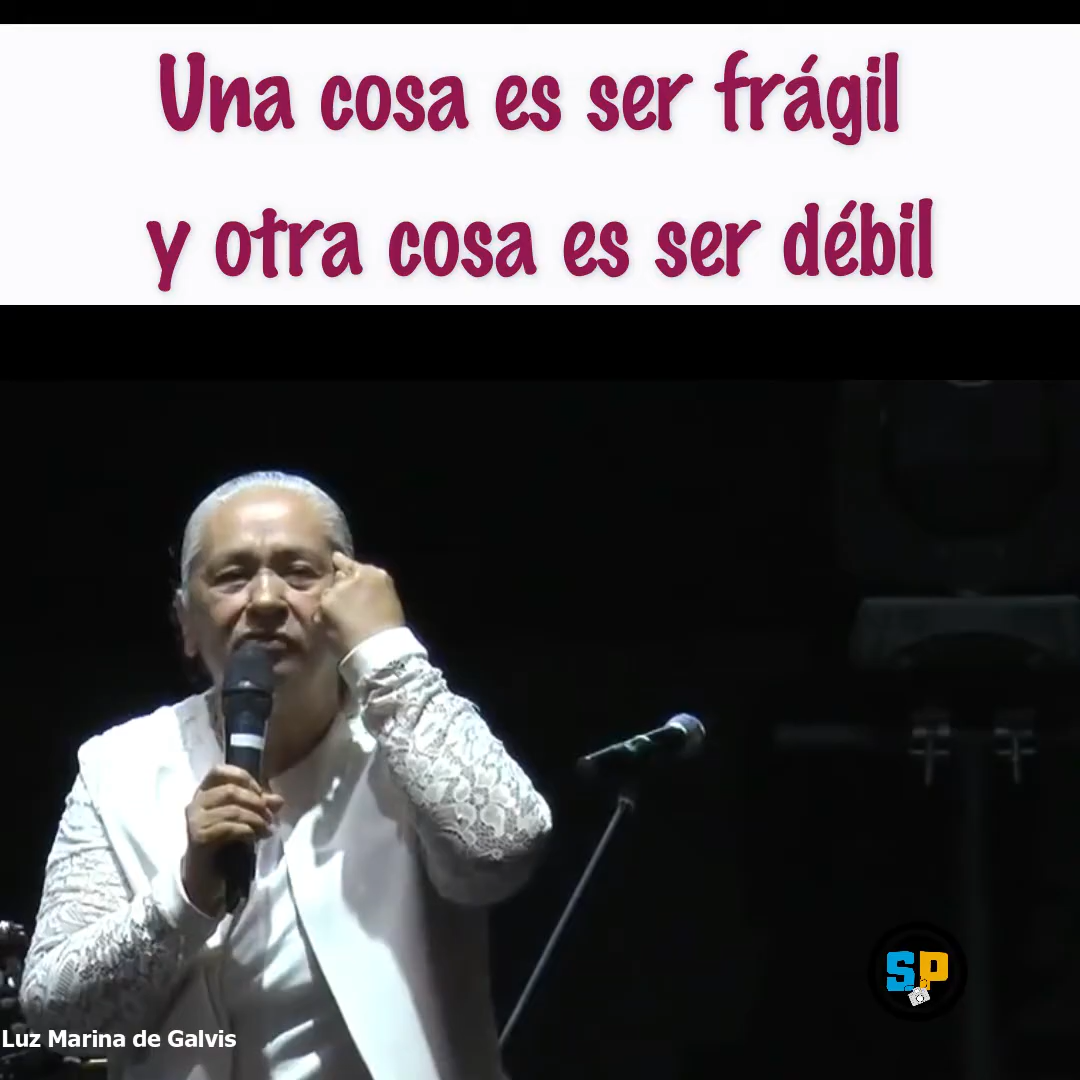 Una cosa es ser frágil
y otra cosa es ser débil
SP
Luz Marina de Galvis